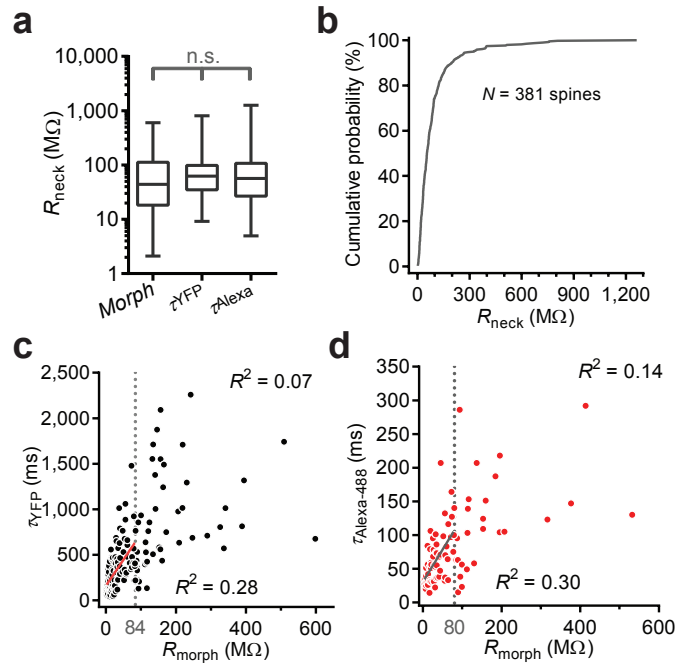 a
n.s.
10,000
1,000
100
10
1
R_neck (MΩ)
Morph
τYFP
τAlexa
b
100
80
60
40
20
0
Cumulative probability (%)
N = 381 spines
0
300
600
900
1,200
R_neck (MΩ)
c
2,500
2,000
1,500
1,000
500
0
τYFP (ms)
R² = 0.07
R² = 0.28
0
84
200
400
600
R_morph (MΩ)
d
350
300
250
200
150
100
50
0
τAlexa-488 (ms)
R² = 0.14
R² = 0.30
0
80
200
400
600
R_morph (MΩ)